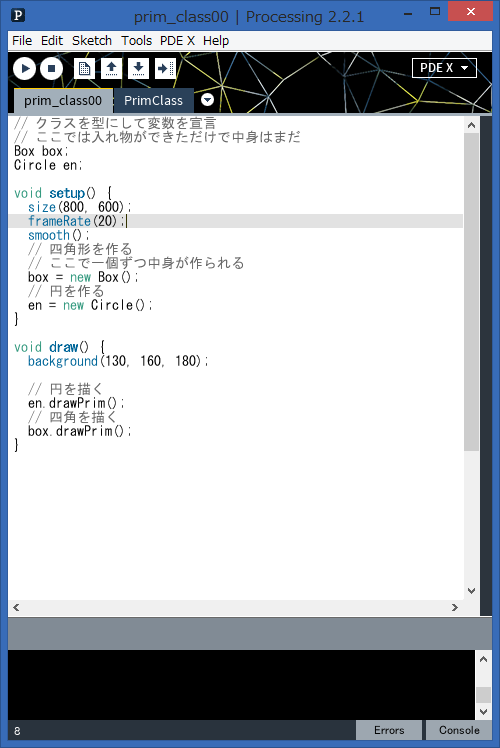 prim_class00 | Processing 2.2.1
File Edit Sketch Tools PDE X Help
PDE X
prim_class00 PrimClass
// クラスを型にして変数を宣言
// ここでは入れ物ができただけで中身はまだ
Box box;
Circle en;
void setup() {
size(800, 600);
frameRate(20);
smooth();
// 四角形を作る
// ここで一個ずつ中身が作られる
box = new Box();
// 円を作る
en = new Circle();
}
void draw() {
background(130, 160, 180);
// 円を描く
en.drawPrim();
// 四角を描く
box.drawPrim();
}
8 Errors Console